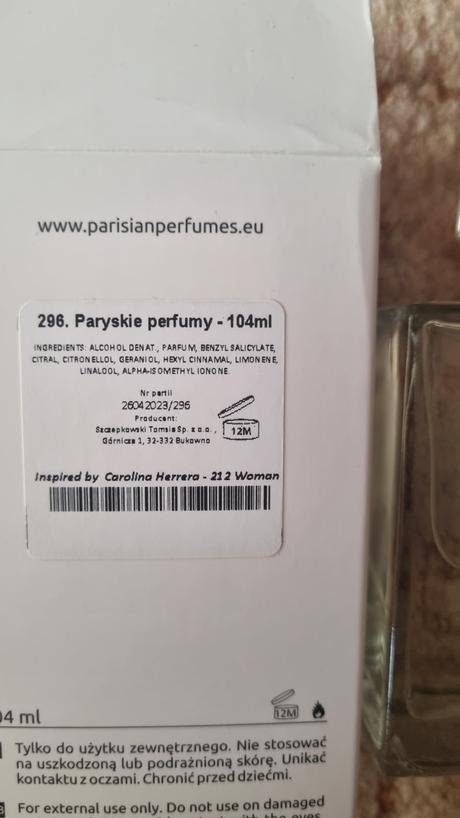 www.parisianperfumes.eu
296. Paryskie perfumy - 104ml
INGREDIENTS: ALCOHOL DENAT., PARFUM, BENZYL SALICYLATE,
CITRAL, CITRONELLOL, GERANIOL, HEXYL CINNAMAL, LIMONENE,
LINALOOL, ALPHA-ISOMETHYL IONONE
Nr partii
26042023/296
Producent:
Szczepkowski Tamsis Sp. z o.o. ,
Górnicza 1, 32-332 Bukowno
12M
Inspired by Carolina Herrera - 212 Woman
04 ml
12M
Tylko do użytku zewnętrznego. Nie stosować
na uszkodzoną lub podrażnioną skórę. Unikać
kontaktu z oczami. Chronić przed dziećmi.
For external use only. Do not use on damaged